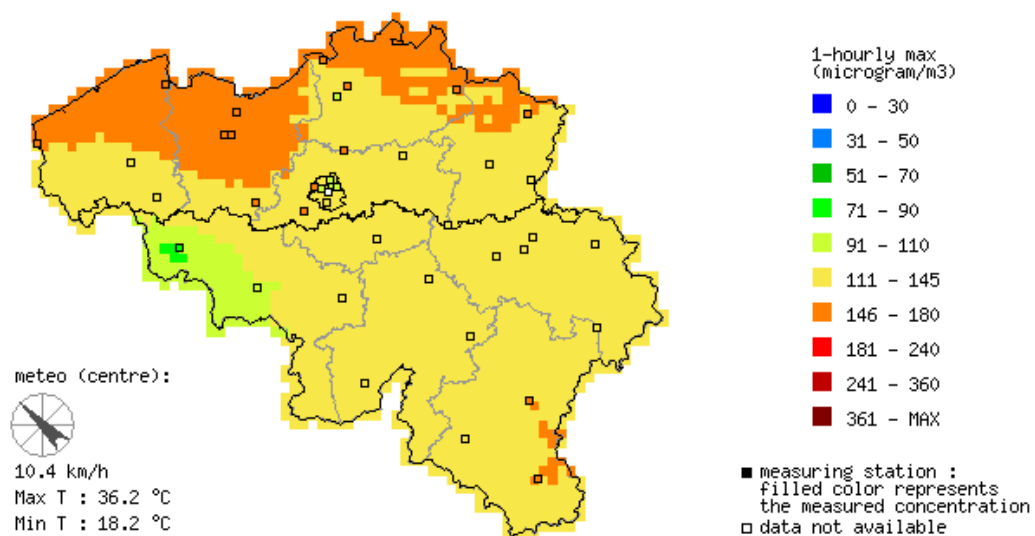 1-hourly max
(microgram/m3)
0 - 30
31 - 50
51 - 70
71 - 90
91 - 110
111 - 145
146 - 180
181 - 240
241 - 360
361 - MAX
meteo (centre):
10.4 km/h
Max T : 36.2 °C
Min T : 18.2 °C
measuring station :
filled color represents
the measured concentration
data not available